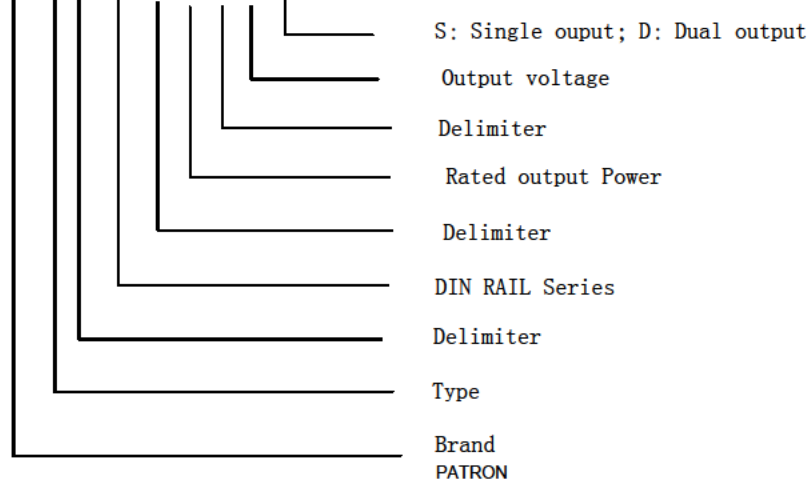 S: Single ouput; D: Dual output
Output voltage
Delimiter
Rated output Power
Delimiter
DIN RAIL Series
Delimiter
Type
Brand
PATRON